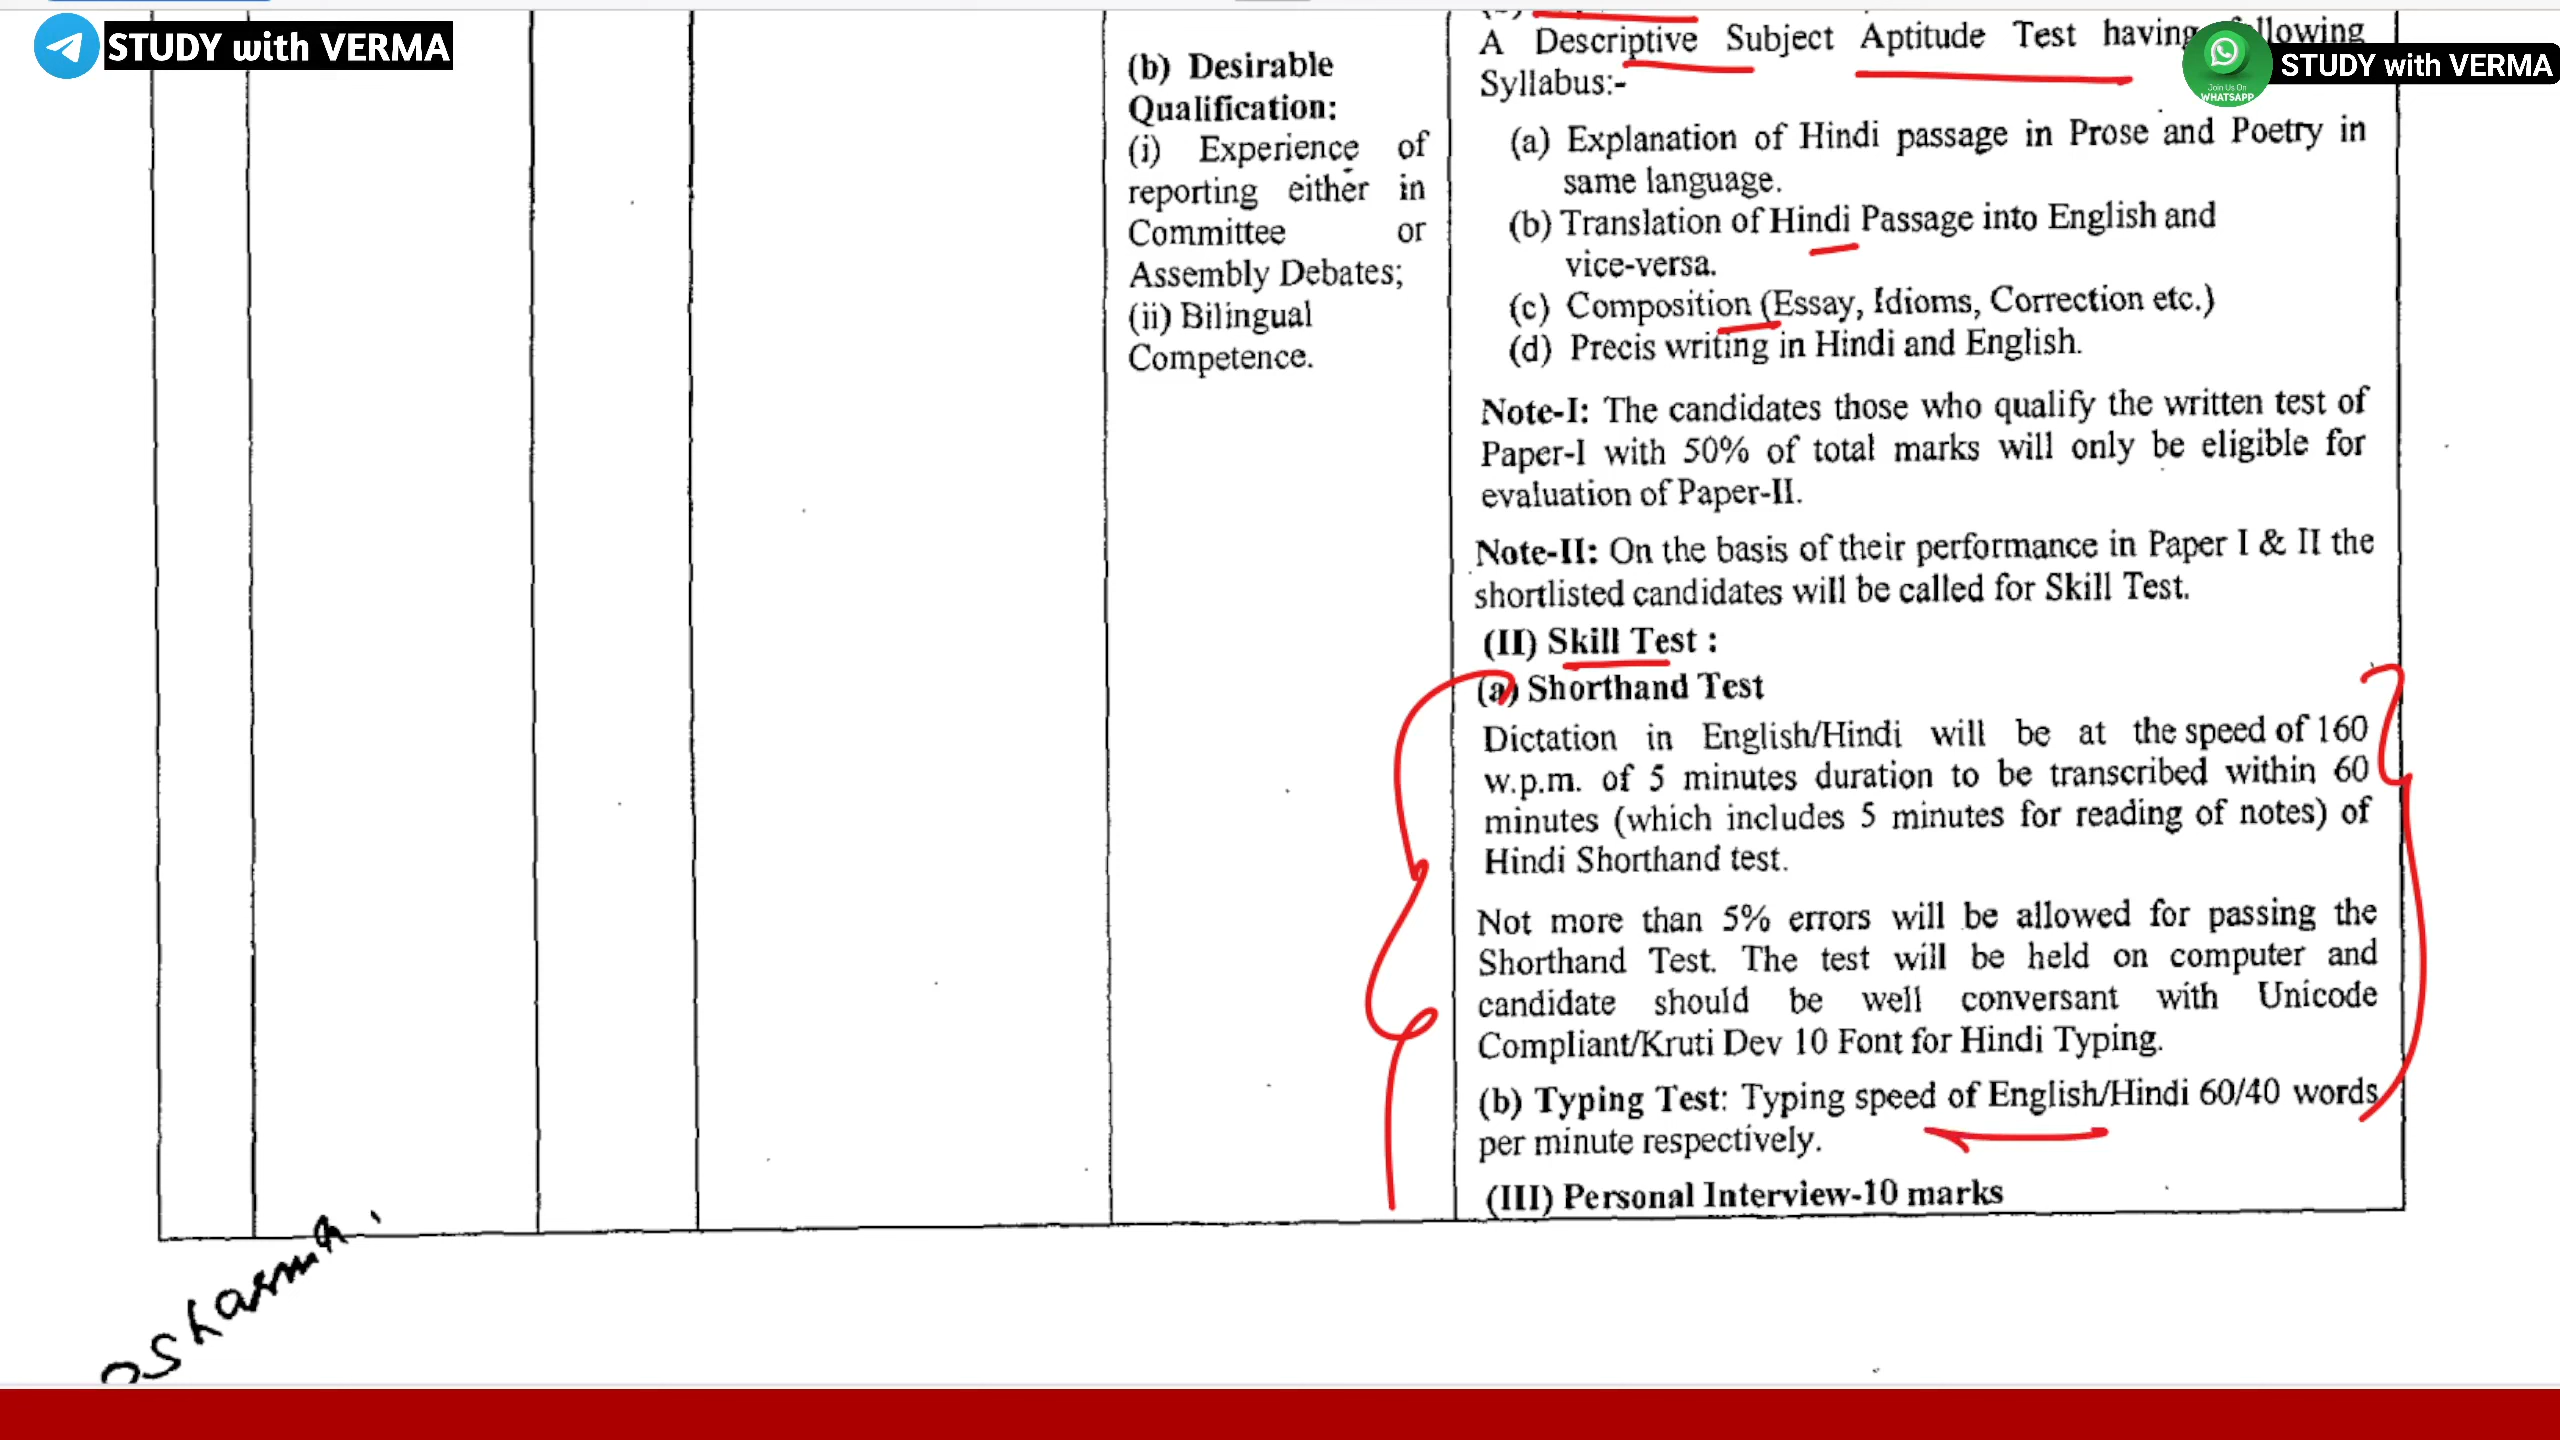 STUDY with VERMA
Join Us On
WHATSAPP
STUDY with VERMA
(b) Desirable
Qualification:
(i) Experience of
reporting either in
Committee or
Assembly Debates;
(ii) Bilingual
Competence.
A Descriptive Subject Aptitude Test having following
Syllabus:-
(a) Explanation of Hindi passage in Prose and Poetry in
same language.
(b) Translation of Hindi Passage into English and
vice-versa.
(c) Composition (Essay, Idioms, Correction etc.)
(d) Precis writing in Hindi and English.
Note-I: The candidates those who qualify the written test of
Paper-I with 50% of total marks will only be eligible for
evaluation of Paper-II.
Note-II: On the basis of their performance in Paper I & II the
shortlisted candidates will be called for Skill Test.
(II) Skill Test :
(a) Shorthand Test
Dictation in English/Hindi will be at the speed of 160
w.p.m. of 5 minutes duration to be transcribed within 60
minutes (which includes 5 minutes for reading of notes) of
Hindi Shorthand test.
Not more than 5% errors will be allowed for passing the
Shorthand Test. The test will be held on computer and
candidate should be well conversant with Unicode
Compliant/Kruti Dev 10 Font for Hindi Typing.
(b) Typing Test: Typing speed of English/Hindi 60/40 words
per minute respectively.
(III) Personal Interview-10 marks